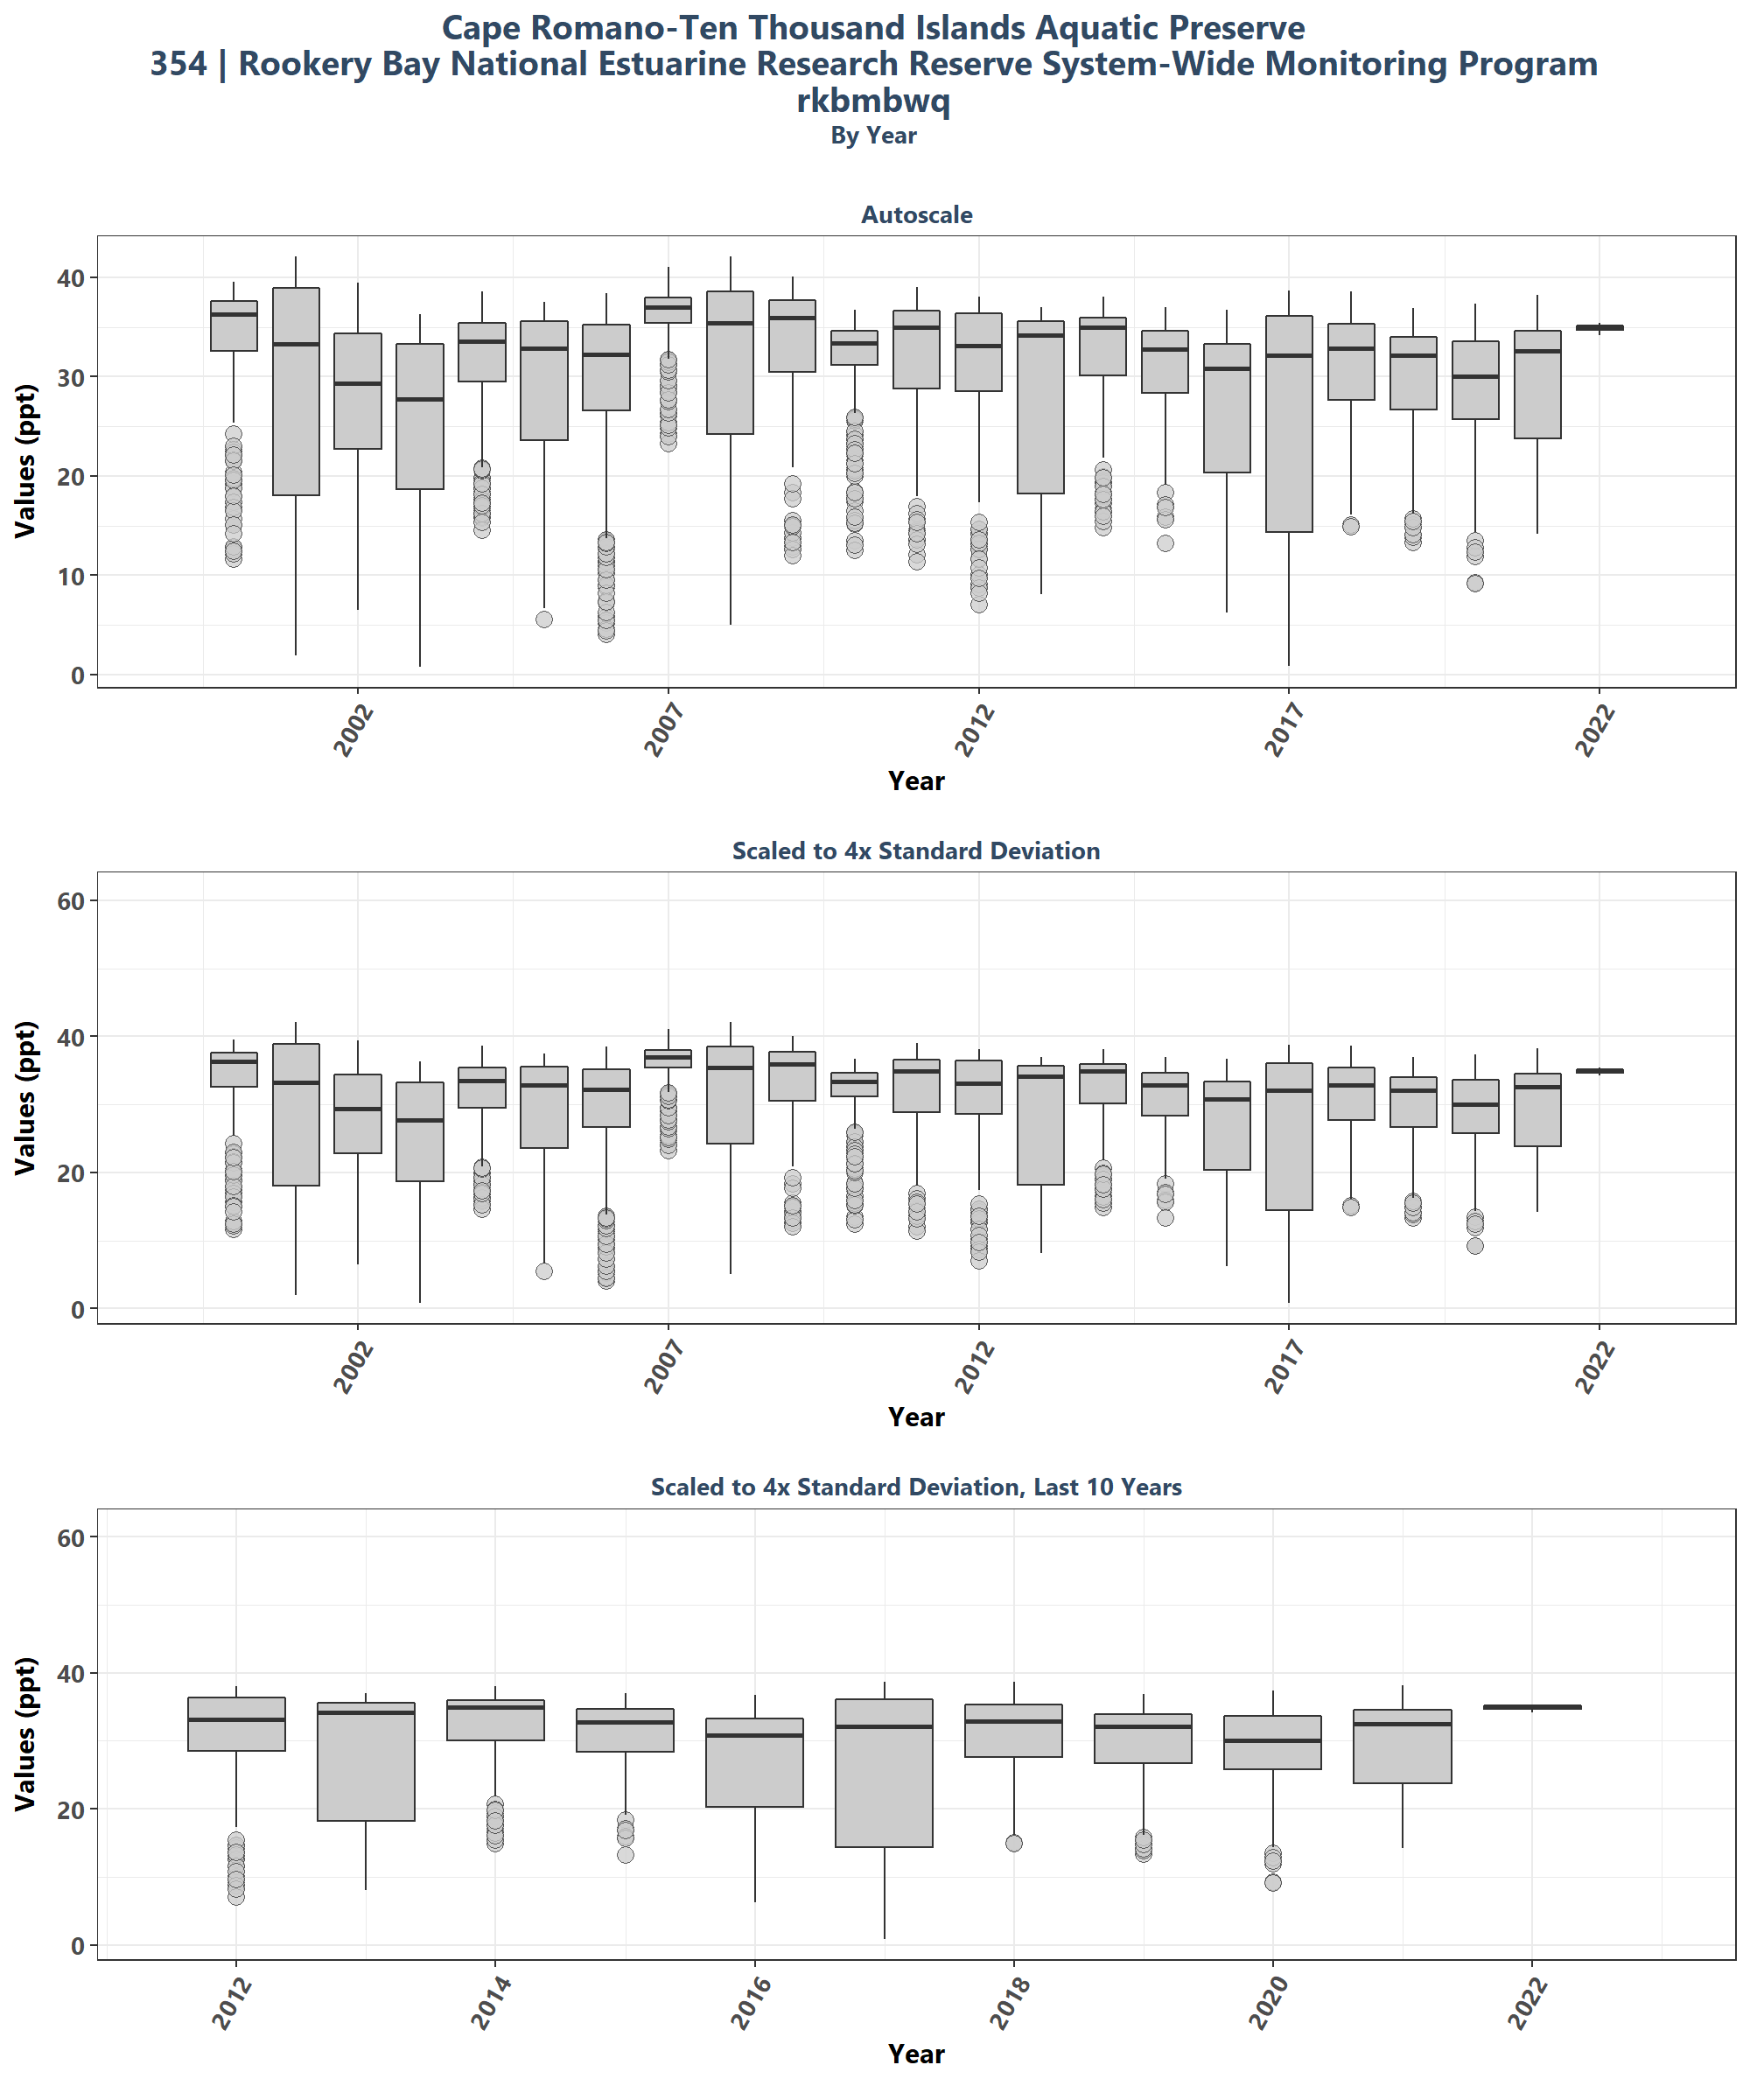 Cape Romano-Ten Thousand Islands Aquatic Preserve
354 | Rookery Bay National Estuarine Research Reserve System-Wide Monitoring Program
rkbmbwq
By Year
Autoscale
Values (ppt)
40
30
20
10
0
2002
2007
2012
2017
2022
Year
Scaled to 4x Standard Deviation
Values (ppt)
60
40
20
0
2002
2007
2012
2017
2022
Year
Scaled to 4x Standard Deviation, Last 10 Years
Values (ppt)
60
40
20
0
2012
2014
2016
2018
2020
2022
Year